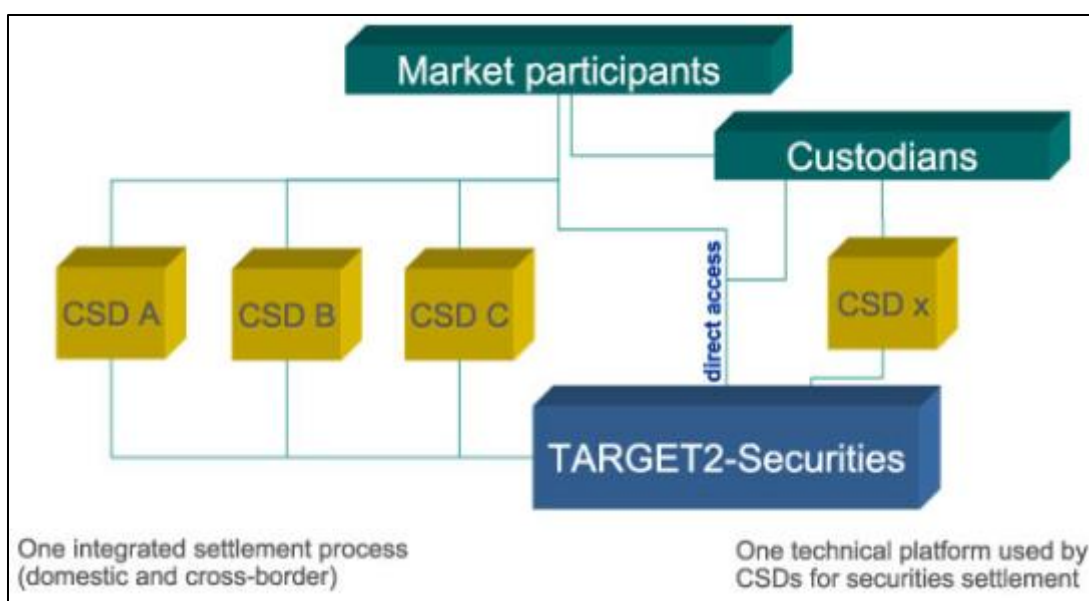 Market participants
Custodians
CSD A
CSD B
CSD C
direct access
CSD x
TARGET2-Securities
One integrated settlement process
(domestic and cross-border)
One technical platform used by
CSDs for securities settlement